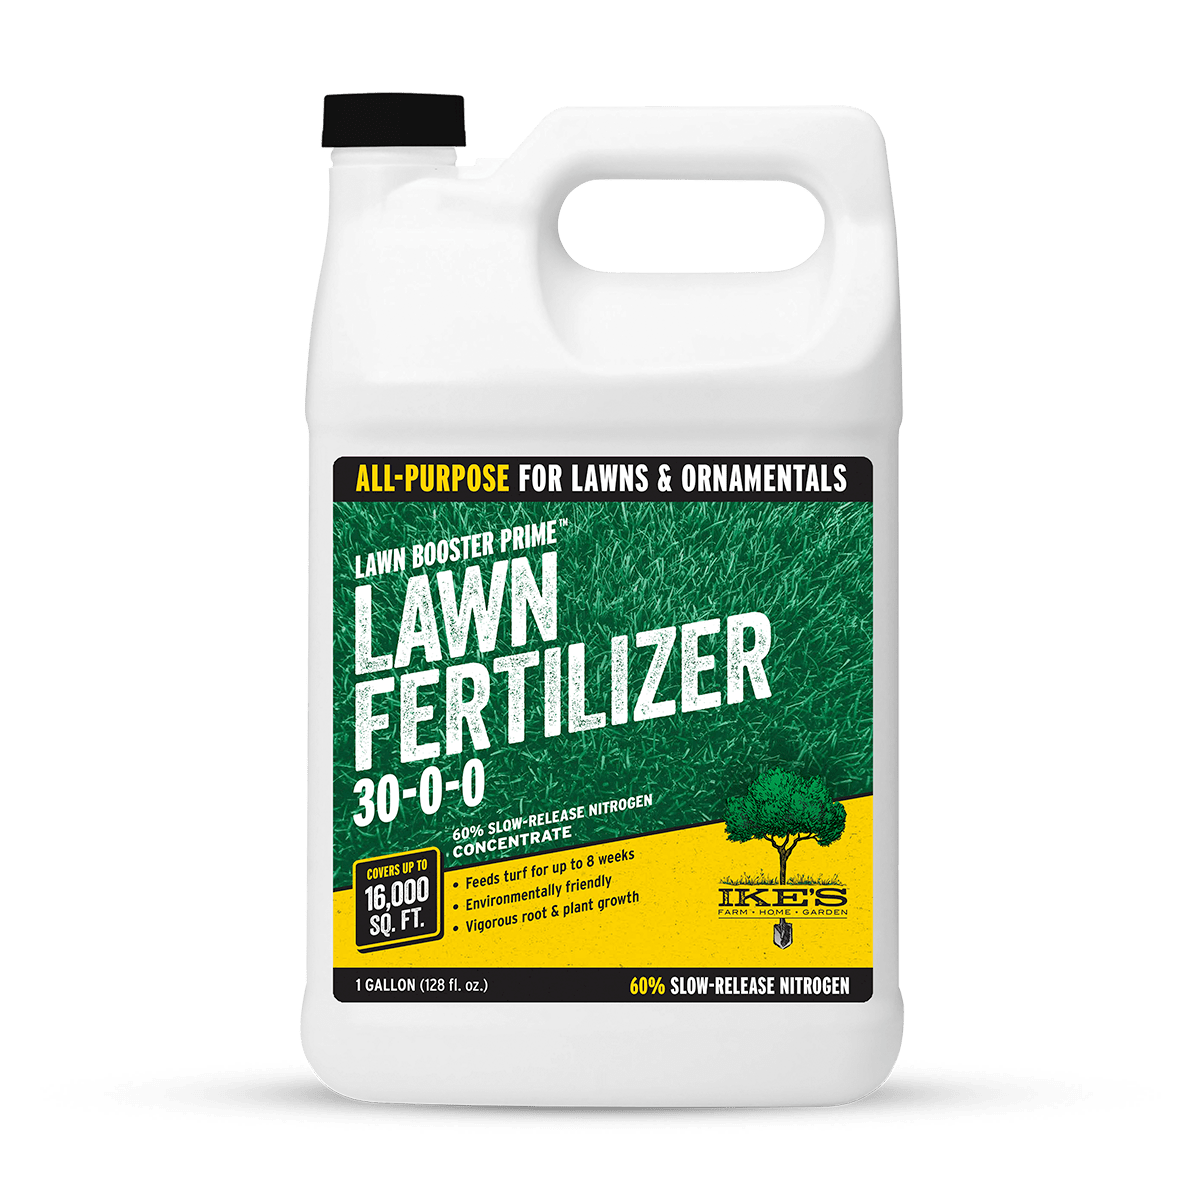 ALL-PURPOSE FOR LAWNS & ORNAMENTALS
LAWN BOOSTER PRIME™
LAWN
FERTILIZER
30-0-0
60% SLOW-RELEASE NITROGEN
CONCENTRATE
COVERS UP TO
16,000
SQ. FT.
• Feeds turf for up to 8 weeks
• Environmentally friendly
• Vigorous root & plant growth
IKE'S
FARM • HOME • GARDEN
1 GALLON (128 fl. oz.)
60% SLOW-RELEASE NITROGEN